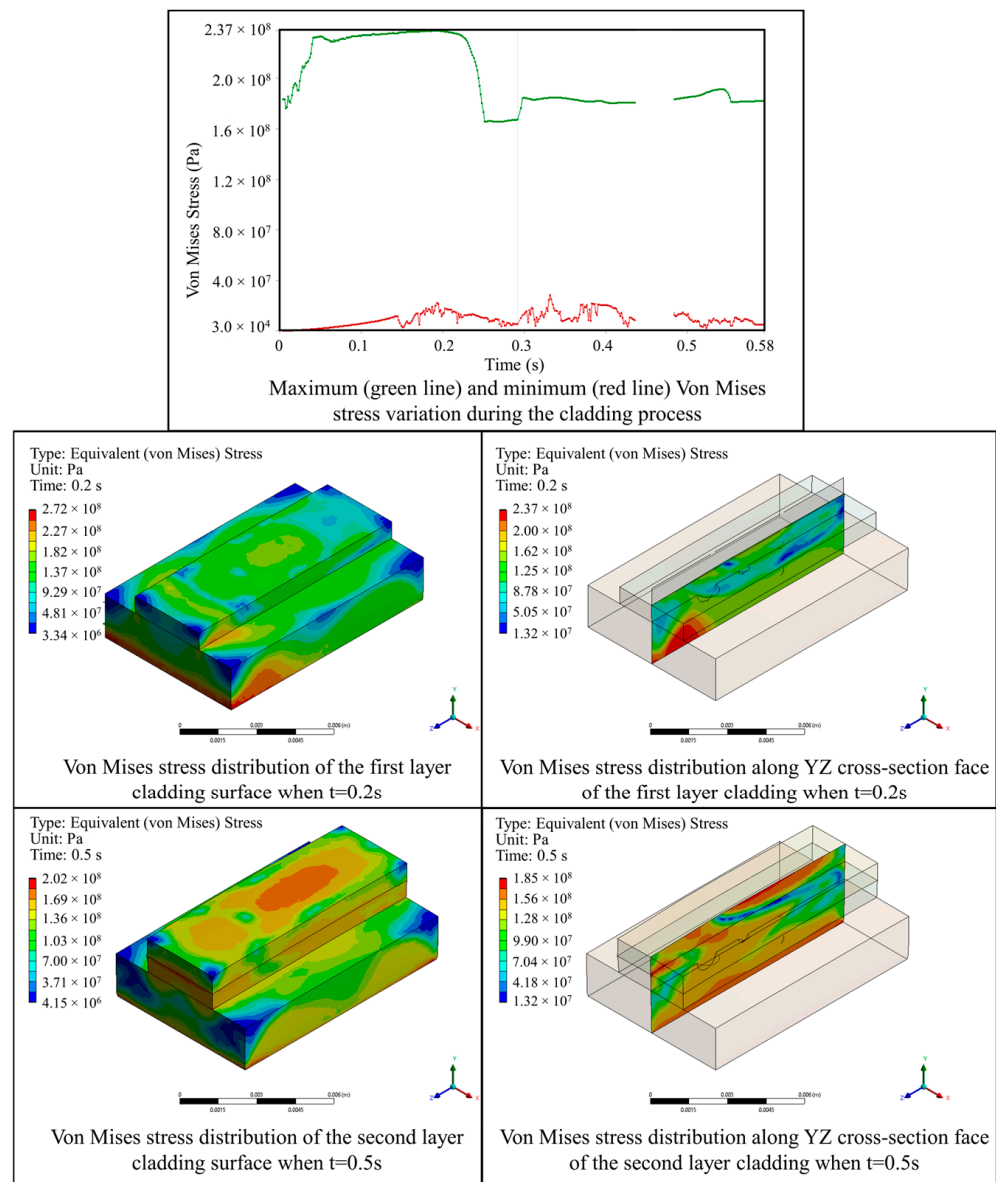 2.37 × 10⁸
2.0 × 10⁸
1.6 × 10⁸
1.2 × 10⁸
8.0 × 10⁷
4.0 × 10⁷
3.0 × 10⁴
Von Mises Stress (Pa)
0 0.1 0.2 0.3 0.4 0.5 0.58
Time (s)
Maximum (green line) and minimum (red line) Von Mises
stress variation during the cladding process
Type: Equivalent (von Mises) Stress
Unit: Pa
Time: 0.2 s
2.72 × 10⁸
2.27 × 10⁸
1.82 × 10⁸
1.37 × 10⁸
9.29 × 10⁷
4.81 × 10⁷
3.34 × 10⁶
Y
Z X
0 0.003 0.006 (m)
0.0015 0.0045
Von Mises stress distribution of the first layer
cladding surface when t=0.2s
Type: Equivalent (von Mises) Stress
Unit: Pa
Time: 0.2 s
2.37 × 10⁸
2.00 × 10⁸
1.62 × 10⁸
1.25 × 10⁸
8.78 × 10⁷
5.05 × 10⁷
1.32 × 10⁷
Y
Z X
0 0.003 0.006 (m)
0.0015 0.0045
Von Mises stress distribution along YZ cross-section face
of the first layer cladding when t=0.2s
Type: Equivalent (von Mises) Stress
Unit: Pa
Time: 0.5 s
2.02 × 10⁸
1.69 × 10⁸
1.36 × 10⁸
1.03 × 10⁸
7.00 × 10⁷
3.71 × 10⁷
4.15 × 10⁶
Y
Z X
0 0.003 0.006 (m)
0.0015 0.0045
Von Mises stress distribution of the second layer
cladding surface when t=0.5s
Type: Equivalent (von Mises) Stress
Unit: Pa
Time: 0.5 s
1.85 × 10⁸
1.56 × 10⁸
1.28 × 10⁸
9.90 × 10⁷
7.04 × 10⁷
4.18 × 10⁷
1.32 × 10⁷
Y
Z X
0 0.003 0.006 (m)
0.0015 0.0045
Von Mises stress distribution along YZ cross-section face
of the second layer cladding when t=0.5s